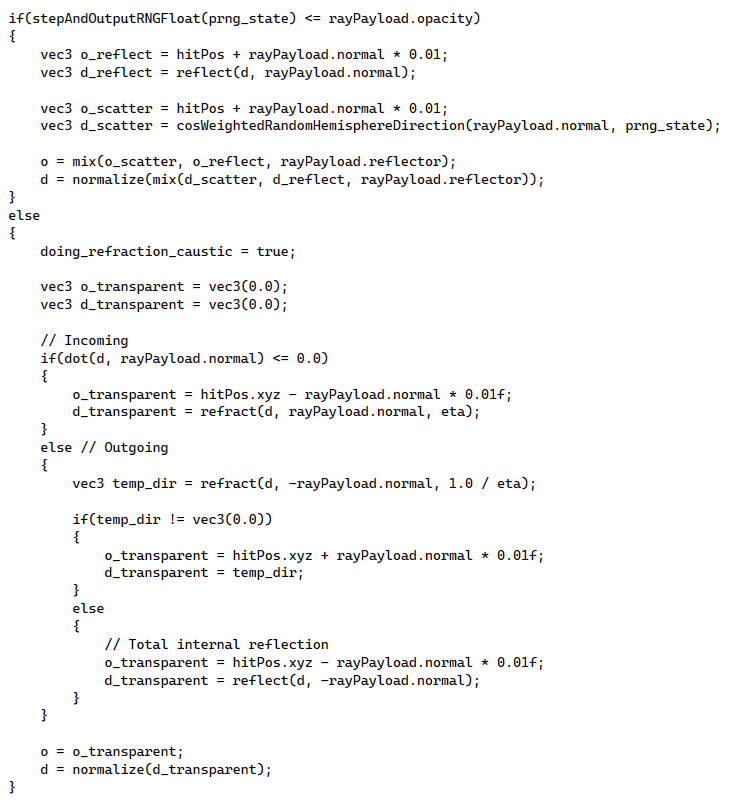 if(stepAndOutputRNGFloat(prng_state) <= rayPayload.opacity)
{
    vec3 o_reflect = hitPos + rayPayload.normal * 0.01;
    vec3 d_reflect = reflect(d, rayPayload.normal);

    vec3 o_scatter = hitPos + rayPayload.normal * 0.01;
    vec3 d_scatter = cosWeightedRandomHemisphereDirection(rayPayload.normal, prng_state);

    o = mix(o_scatter, o_reflect, rayPayload.reflector);
    d = normalize(mix(d_scatter, d_reflect, rayPayload.reflector));
}
else
{
    doing_refraction_caustic = true;

    vec3 o_transparent = vec3(0.0);
    vec3 d_transparent = vec3(0.0);

    // Incoming
    if(dot(d, rayPayload.normal) <= 0.0)
    {
        o_transparent = hitPos.xyz - rayPayload.normal * 0.01f;
        d_transparent = refract(d, rayPayload.normal, eta);
    }
    else // Outgoing
    {
        vec3 temp_dir = refract(d, -rayPayload.normal, 1.0 / eta);

        if(temp_dir != vec3(0.0))
        {
            o_transparent = hitPos.xyz + rayPayload.normal * 0.01f;
            d_transparent = temp_dir;
        }
        else
        {
            // Total internal reflection
            o_transparent = hitPos.xyz - rayPayload.normal * 0.01f;
            d_transparent = reflect(d, -rayPayload.normal);
        }
    }

    o = o_transparent;
    d = normalize(d_transparent);
}